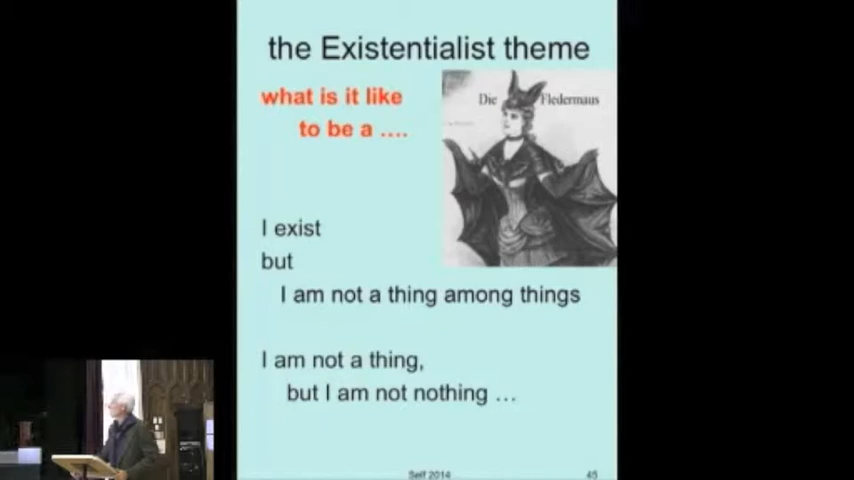 the Existentialist theme
what is it like
to be a ....
Die Fledermaus
I exist
but
I am not a thing among things
I am not a thing,
but I am not nothing ...
Self 2014
45